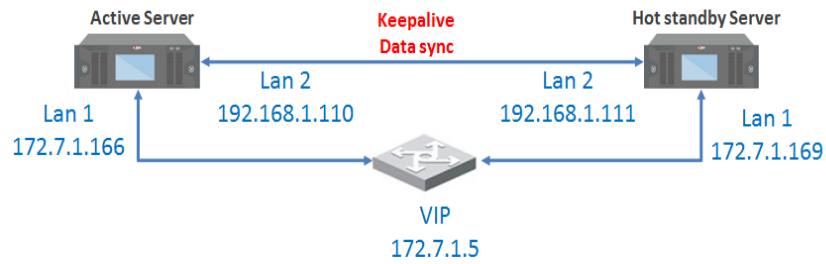 Active Server
Keepalive
Data sync
Hot standby Server
Lan 2
192.168.1.110
Lan 2
192.168.1.111
Lan 1
172.7.1.166
Lan 1
172.7.1.169
VIP
172.7.1.5